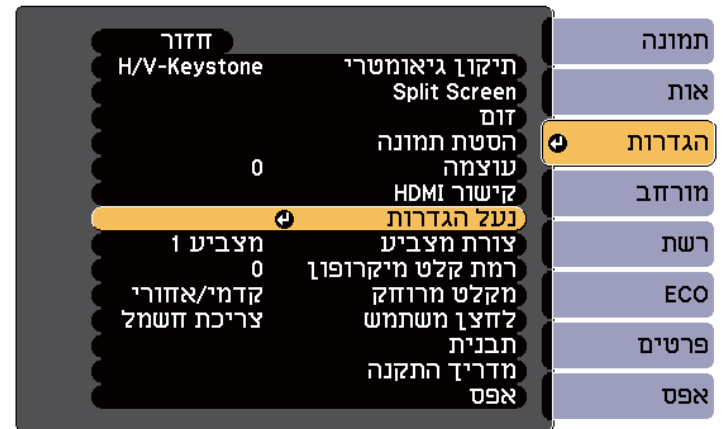 תמונה
אות
הגדרות
מורחב
רשת
ECO
פרטים
אפס
חזור
תיקון גיאומטרי H/V-Keystone
Split Screen
זום
הסטת תמונה
עוצמה 0
קישור HDMI
נעל הגדרות
צורת מצביע מצביע 1
רמת קלט מיקרופון 0
מקלט מרוחק קדמי/אחורי
לחצן משתמש צריכת חשמל
תבנית
מדריך התקנה
אפס